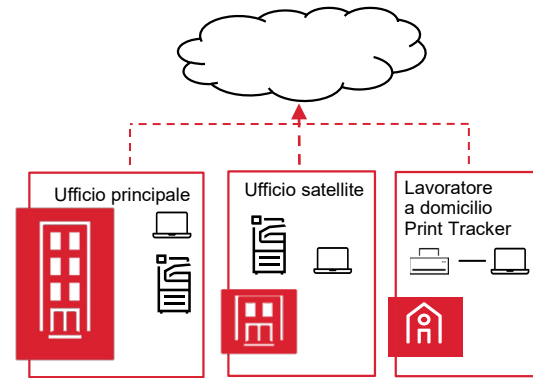 Ufficio principale
Ufficio satellite
Lavoratore
a domicilio
Print Tracker